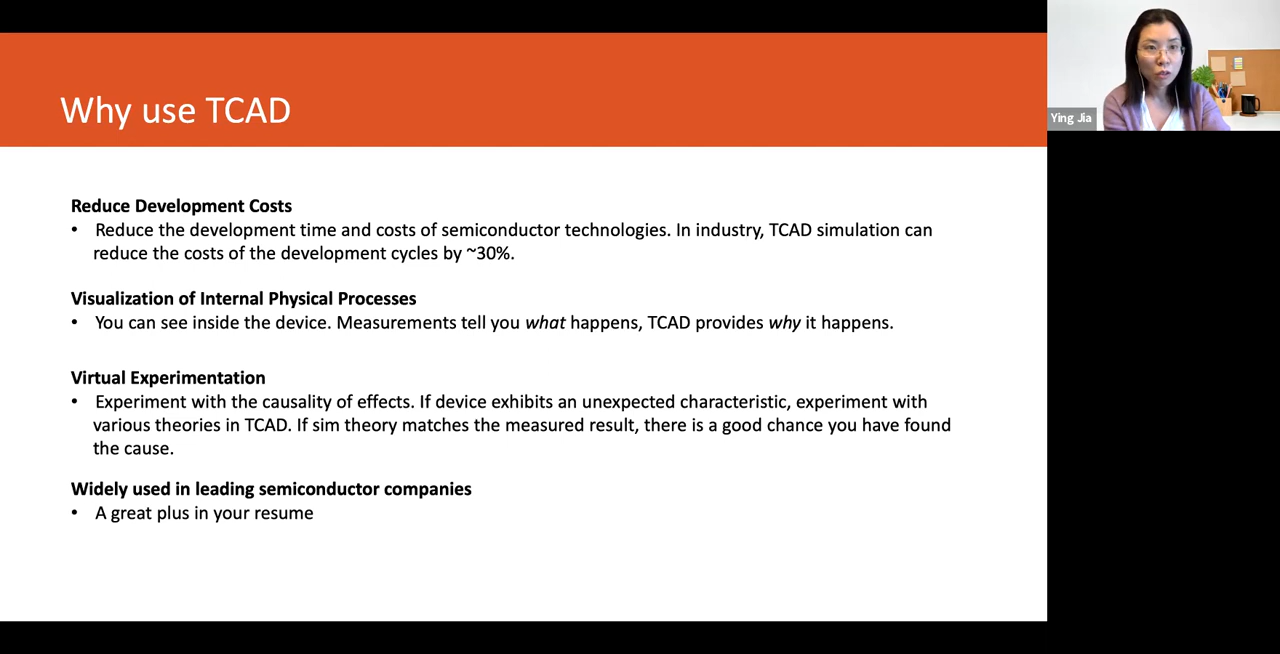 Why use TCAD
Ying Jia
Reduce Development Costs
• Reduce the development time and costs of semiconductor technologies. In industry, TCAD simulation can
reduce the costs of the development cycles by ~30%.
Visualization of Internal Physical Processes
• You can see inside the device. Measurements tell you what happens, TCAD provides why it happens.
Virtual Experimentation
• Experiment with the causality of effects. If device exhibits an unexpected characteristic, experiment with
various theories in TCAD. If sim theory matches the measured result, there is a good chance you have found
the cause.
Widely used in leading semiconductor companies
• A great plus in your resume